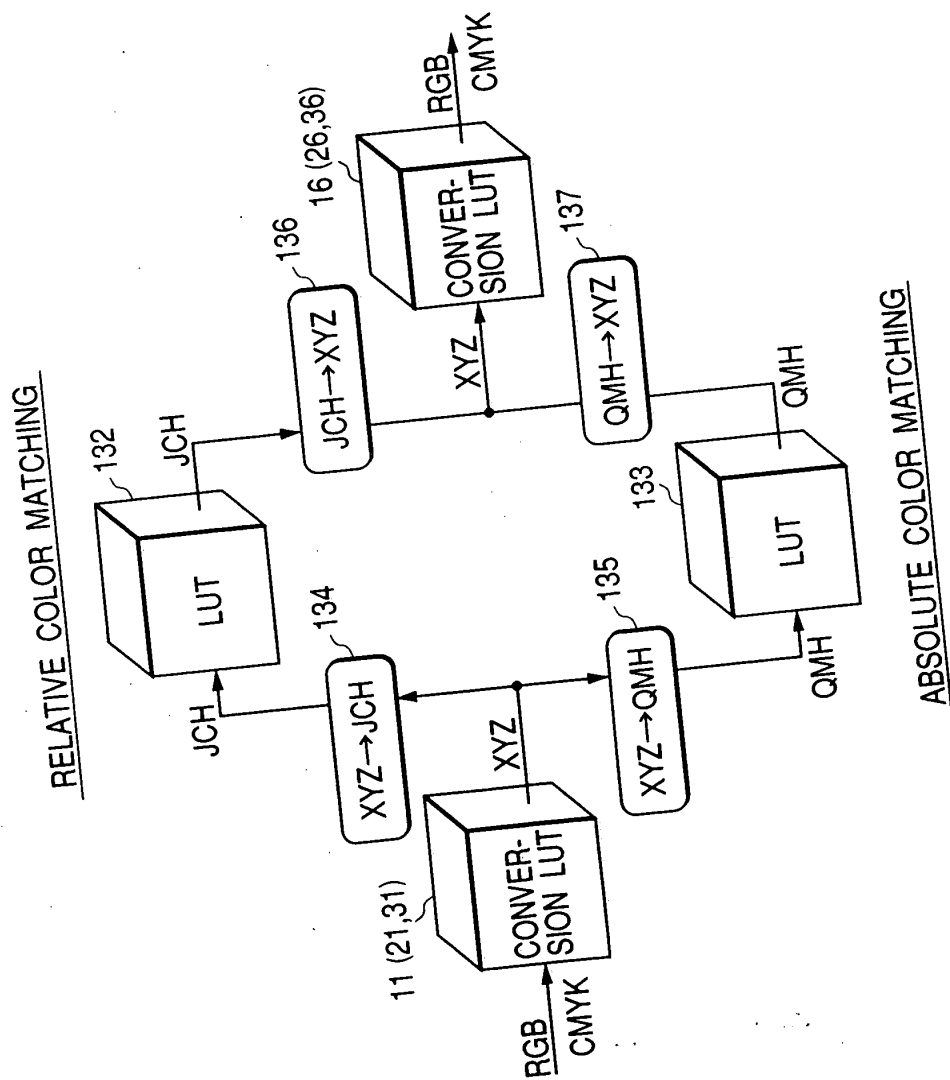 RELATIVE COLOR MATCHING
132
JCH
LUT
JCH
134
XYZ→JCH
136
JCH→XYZ
11 (21,31)
CONVER-
SION LUT
RGB
CMYK
XYZ
XYZ
16 (26,36)
CONVER-
SION LUT
RGB
CMYK
135
XYZ→QMH
137
QMH→XYZ
133
QMH
LUT
QMH
ABSOLUTE COLOR MATCHING